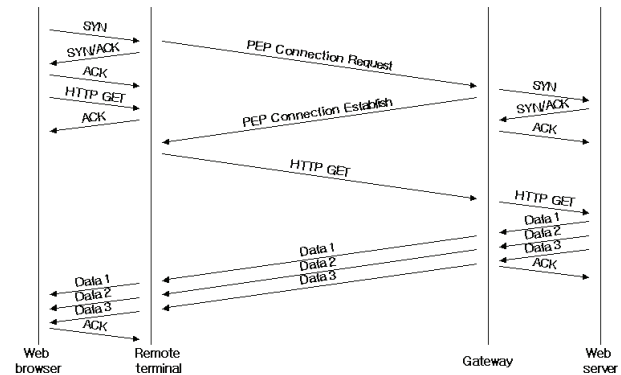 SYN
SYN/ACK
ACK
HTTP GET
ACK
PEP Connection Request
PEP Connection Establish
HTTP GET
SYN
SYN/ACK
ACK
HTTP GET
Data 1
Data 2
Data 3
ACK
Data 1
Data 2
Data 3
Data 1
Data 2
Data 3
ACK
Web
browser
Remote
terminal
Gateway
Web
server